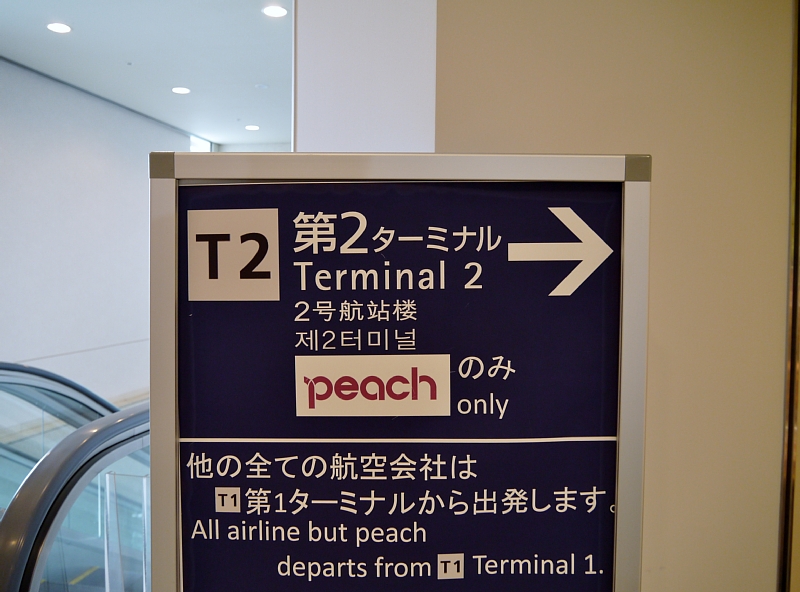 T2
第2ターミナル
Terminal 2
2号航站楼
제2터미널
peach のみ
only
他の全ての航空会社は
T1 第1ターミナルから出発します。
All airline but peach
departs from T1 Terminal 1.